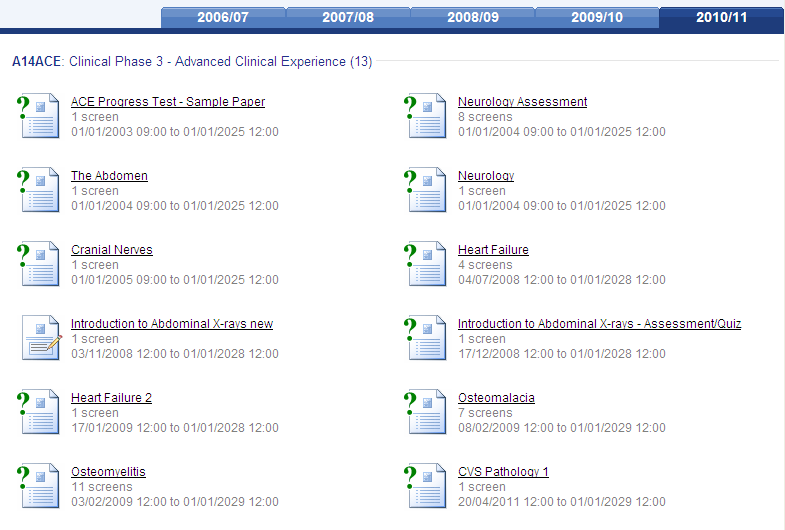 2006/07 2007/08 2008/09 2009/10 2010/11
A14ACE: Clinical Phase 3 - Advanced Clinical Experience (13)
ACE Progress Test - Sample Paper
1 screen
01/01/2003 09:00 to 01/01/2025 12:00
Neurology Assessment
8 screens
01/01/2004 09:00 to 01/01/2025 12:00
The Abdomen
1 screen
01/01/2004 09:00 to 01/01/2025 12:00
Neurology
1 screen
01/01/2004 09:00 to 01/01/2025 12:00
Cranial Nerves
1 screen
01/01/2005 09:00 to 01/01/2025 12:00
Heart Failure
4 screens
04/07/2008 12:00 to 01/01/2028 12:00
Introduction to Abdominal X-rays new
1 screen
03/11/2008 12:00 to 01/01/2028 12:00
Introduction to Abdominal X-rays - Assessment/Quiz
1 screen
17/12/2008 12:00 to 01/01/2028 12:00
Heart Failure 2
1 screen
17/01/2009 12:00 to 01/01/2028 12:00
Osteomalacia
7 screens
08/02/2009 12:00 to 01/01/2029 12:00
Osteomyelitis
11 screens
03/02/2009 12:00 to 01/01/2029 12:00
CVS Pathology 1
1 screen
20/04/2011 12:00 to 01/01/2029 12:00